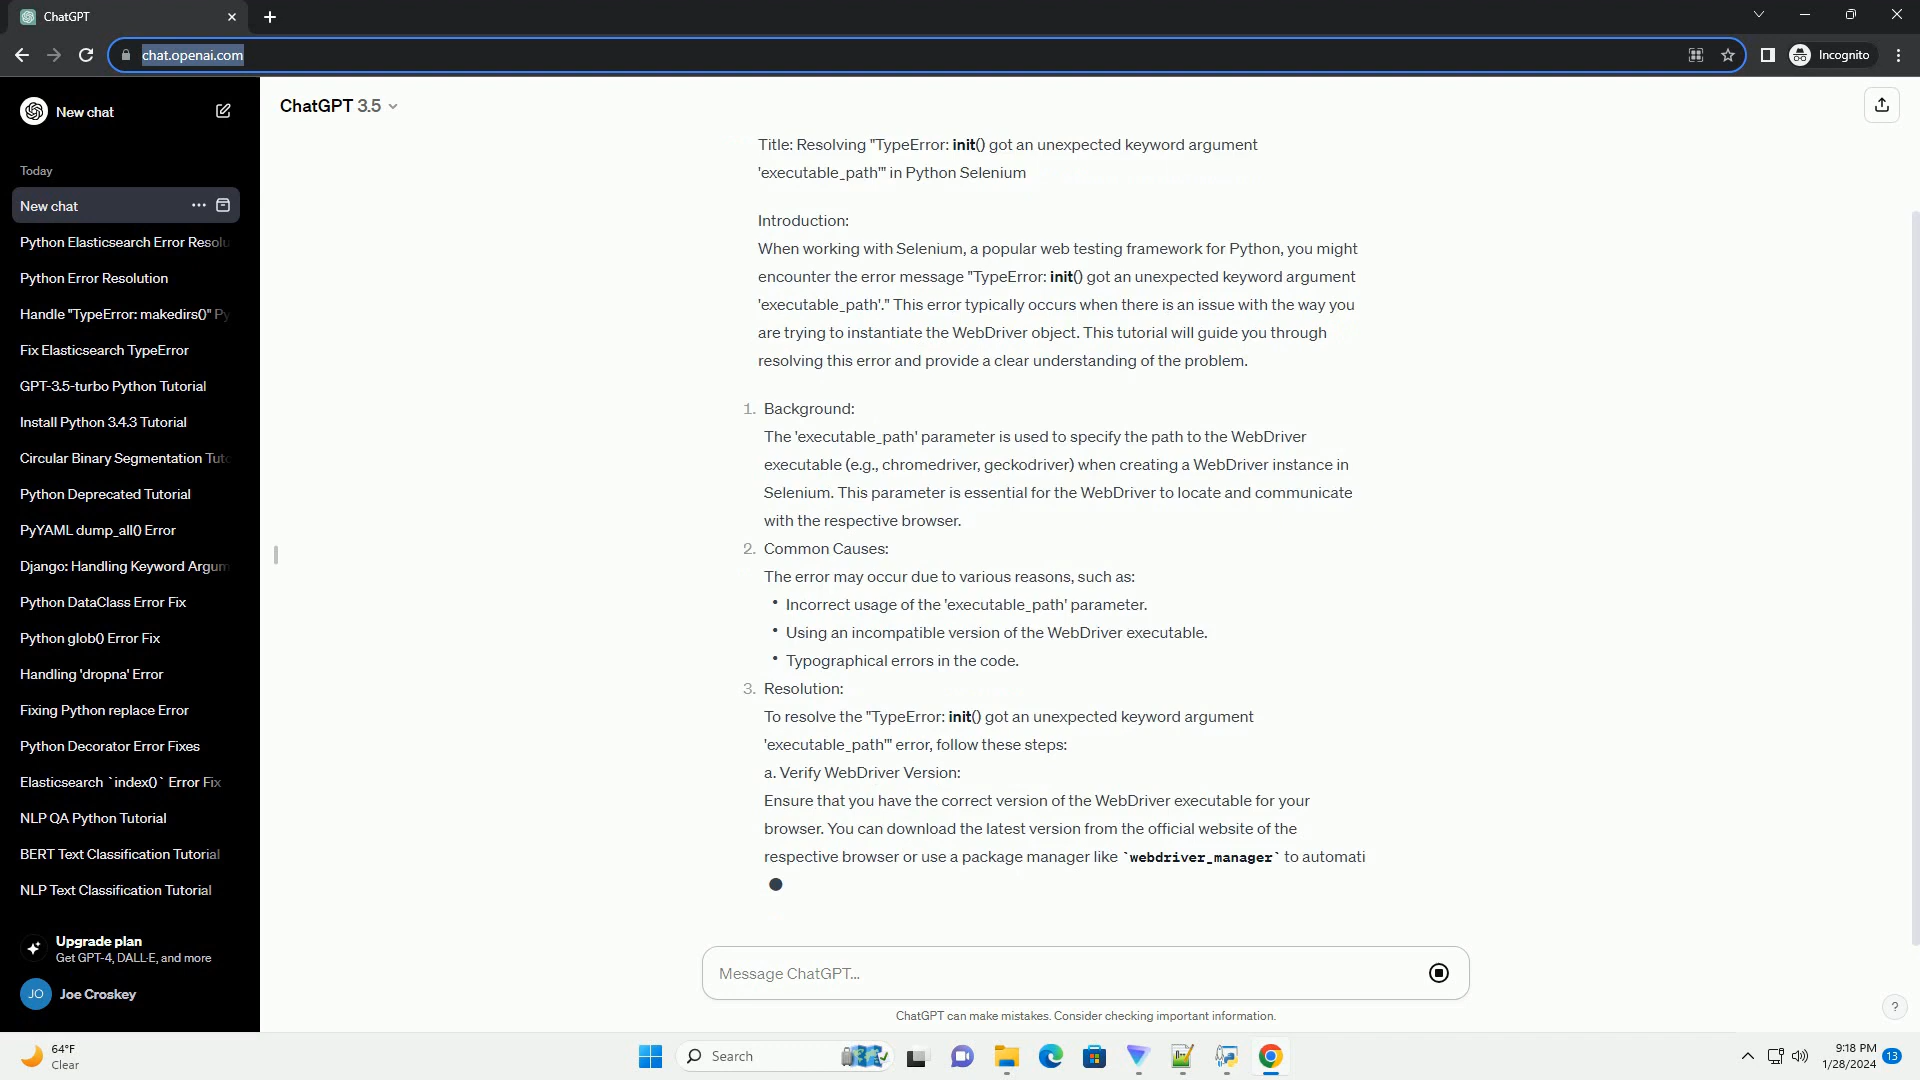 ChatGPT
chat.openai.com
Incognito
New chat
Today
New chat
Python Elasticsearch Error Resolu
Python Error Resolution
Handle "TypeError: makedirs()" Py
Fix Elasticsearch TypeError
GPT-3.5-turbo Python Tutorial
Install Python 3.4.3 Tutorial
Circular Binary Segmentation Tuto
Python Deprecated Tutorial
PyYAML dump_all() Error
Django: Handling Keyword Argum
Python DataClass Error Fix
Python glob() Error Fix
Handling 'dropna' Error
Fixing Python replace Error
Python Decorator Error Fixes
Elasticsearch `index()` Error Fix
NLP QA Python Tutorial
BERT Text Classification Tutorial
NLP Text Classification Tutorial
Upgrade plan
Get GPT-4, DALL·E, and more
JO Joe Croskey
ChatGPT 3.5
Title: Resolving "TypeError: init() got an unexpected keyword argument
'executable_path'" in Python Selenium
Introduction:
When working with Selenium, a popular web testing framework for Python, you might
encounter the error message "TypeError: init() got an unexpected keyword argument
'executable_path'." This error typically occurs when there is an issue with the way you
are trying to instantiate the WebDriver object. This tutorial will guide you through
resolving this error and provide a clear understanding of the problem.
1. Background:
The 'executable_path' parameter is used to specify the path to the WebDriver
executable (e.g., chromedriver, geckodriver) when creating a WebDriver instance in
Selenium. This parameter is essential for the WebDriver to locate and communicate
with the respective browser.
2. Common Causes:
The error may occur due to various reasons, such as:
• Incorrect usage of the 'executable_path' parameter.
• Using an incompatible version of the WebDriver executable.
• Typographical errors in the code.
3. Resolution:
To resolve the "TypeError: init() got an unexpected keyword argument
'executable_path'" error, follow these steps:
a. Verify WebDriver Version:
Ensure that you have the correct version of the WebDriver executable for your
browser. You can download the latest version from the official website of the
respective browser or use a package manager like `webdriver_manager` to automati
Message ChatGPT...
ChatGPT can make mistakes. Consider checking important information.
?
64°F
Clear
Search
9:18 PM
1/28/2024
13